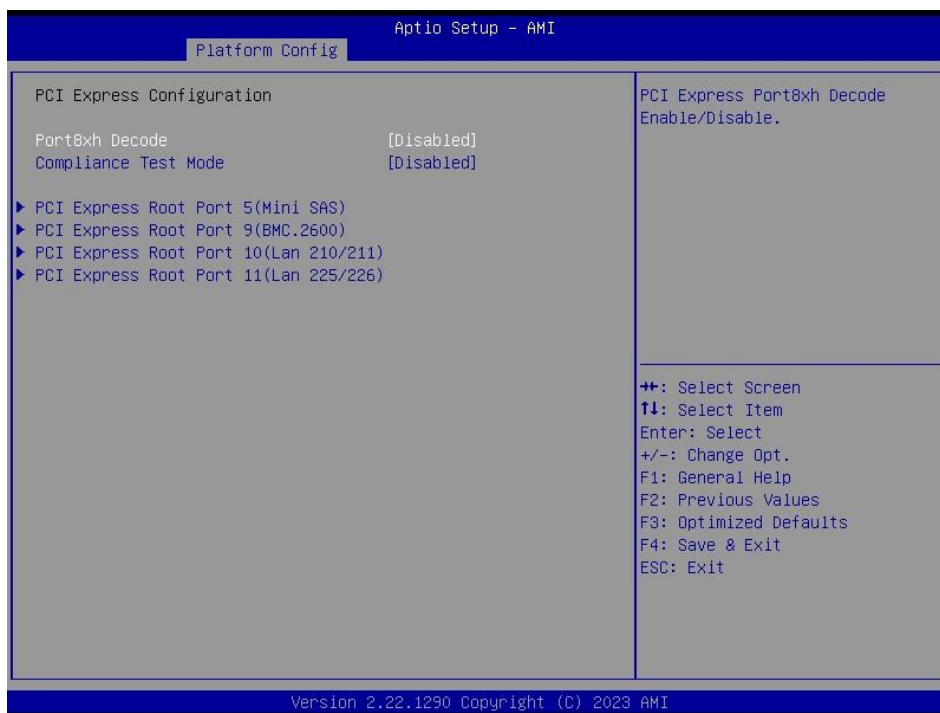 Aptio Setup – AMI
Platform Config
PCI Express Configuration
Port8xh Decode [Disabled]
Compliance Test Mode [Disabled]
PCI Express Root Port 5(Mini SAS)
PCI Express Root Port 9(BMC.2600)
PCI Express Root Port 10(Lan 210/211)
PCI Express Root Port 11(Lan 225/226)
PCI Express Port8xh Decode
Enable/Disable.
→←: Select Screen
↑↓: Select Item
Enter: Select
+/-: Change Opt.
F1: General Help
F2: Previous Values
F3: Optimized Defaults
F4: Save & Exit
ESC: Exit
Version 2.22.1290 Copyright (C) 2023 AMI